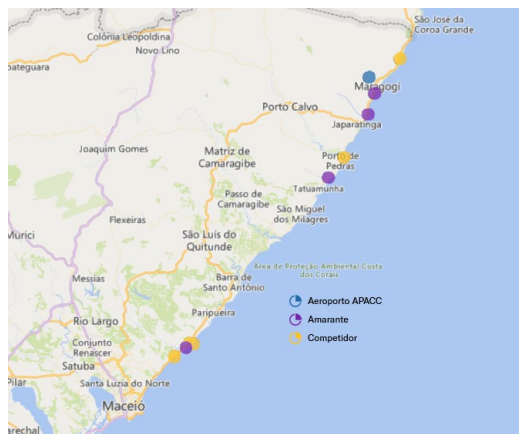 São José da
Coroa Grande
Colônia Leopoldina
Novo Lino
bateguara
Maragogi
Porto Calvo
Japaratinga
Joaquim Gomes
Matriz de
Camaragibe
Porto de
Pedras
Tatuamunha
Passo de
Camaragibe
São Miguel
dos Milagres
Flexeiras
Murici
São Luís do
Quitunde
Área de Proteção Ambiental Costa
dos Corais
Messias
Barra de
Santo Antônio
Aeroporto APACC
Paripueira
Amarante
Rio Largo
Competidor
Conjunto
Renascer
Satuba
Pilar
Santa Luzia do Norte
Maceió
arechal